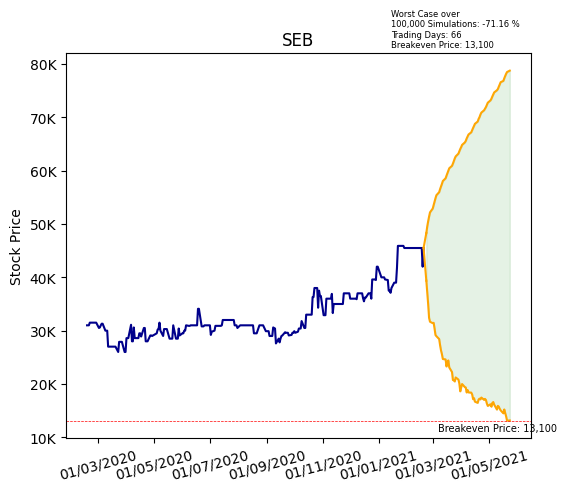 Worst Case over
100,000 Simulations: -71.16 %
Trading Days: 66
Breakeven Price: 13,100
SEB
Stock Price
80K
70K
60K
50K
40K
30K
20K
10K
Breakeven Price: 13,100
01/03/2020
01/05/2020
01/07/2020
01/09/2020
01/11/2020
01/01/2021
01/03/2021
01/05/2021